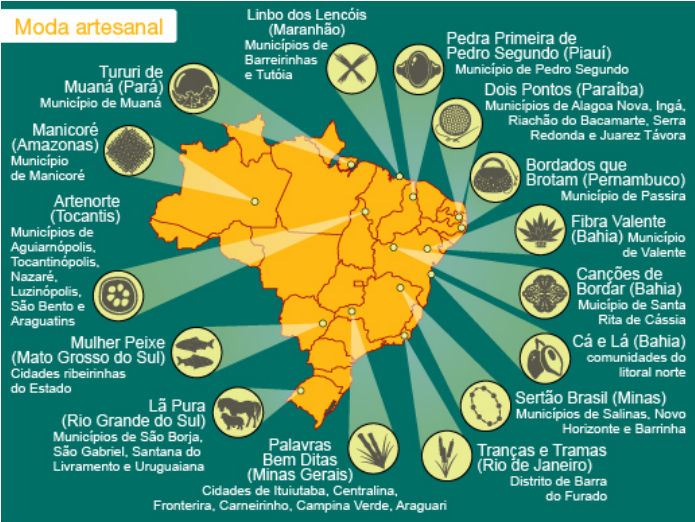 Moda artesanal
Linbo dos Lencóis
(Maranhão)
Municípios de
Barreirinhas
e Tutóia
Pedra Primeira de
Pedro Segundo (Piauí)
Município de Pedro Segundo
Dois Pontos (Paraíba)
Municípios de Alagoa Nova, Ingá,
Riachão do Bacamarte, Serra
Redonda e Juarez Távora
Bordados que
Brotam (Pernambuco)
Município de Passira
Fibra Valente
(Bahia) Município
de Valente
Canções de
Bordar (Bahia)
Muicípio de Santa
Rita de Cássia
Cá e Lá (Bahia)
comunidades do
litoral norte
Sertão Brasil (Minas)
Municípios de Salinas, Novo
Horizonte e Barrinha
Tranças e Tramas
(Rio de Janeiro)
Distrito de Barra
do Furado
Tururi de
Muaná (Pará)
Município de Muaná
Manicoré
(Amazonas)
Município
de Manicoré
Artenorte
(Tocantis)
Municípios de
Aguiarnópolis,
Tocantinópolis,
Nazaré,
Luzinópolis,
São Bento e
Araguatins
Mulher Peixe
(Mato Grosso do Sul)
Cidades ribeirinhas
do Estado
Lã Pura
(Rio Grande do Sul)
Municípios de São Borja,
São Gabriel, Santana do
Livramento e Uruguaiana
Palavras
Bem Ditas
(Minas Gerais)
Cidades de Ituiutaba, Centralina,
Fronteira, Carneirinho, Campina Verde, Araguari